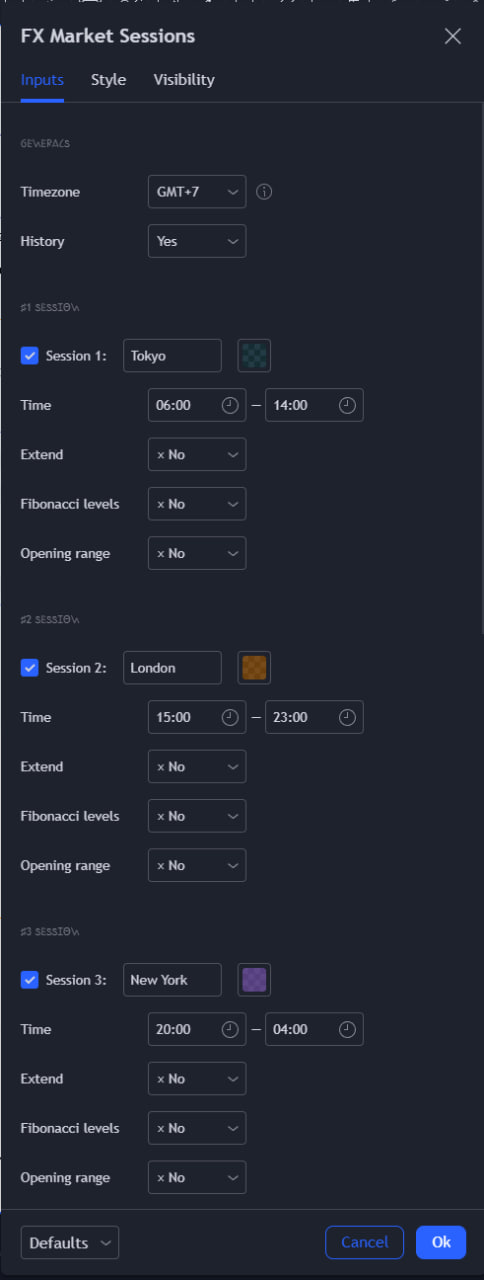 FX Market Sessions
Inputs Style Visibility
GENERALS
Timezone GMT+7
History Yes
#1 SESSION
Session 1: Tokyo
Time 06:00 — 14:00
Extend × No
Fibonacci levels × No
Opening range × No
#2 SESSION
Session 2: London
Time 15:00 — 23:00
Extend × No
Fibonacci levels × No
Opening range × No
#3 SESSION
Session 3: New York
Time 20:00 — 04:00
Extend × No
Fibonacci levels × No
Opening range × No
Defaults Cancel Ok